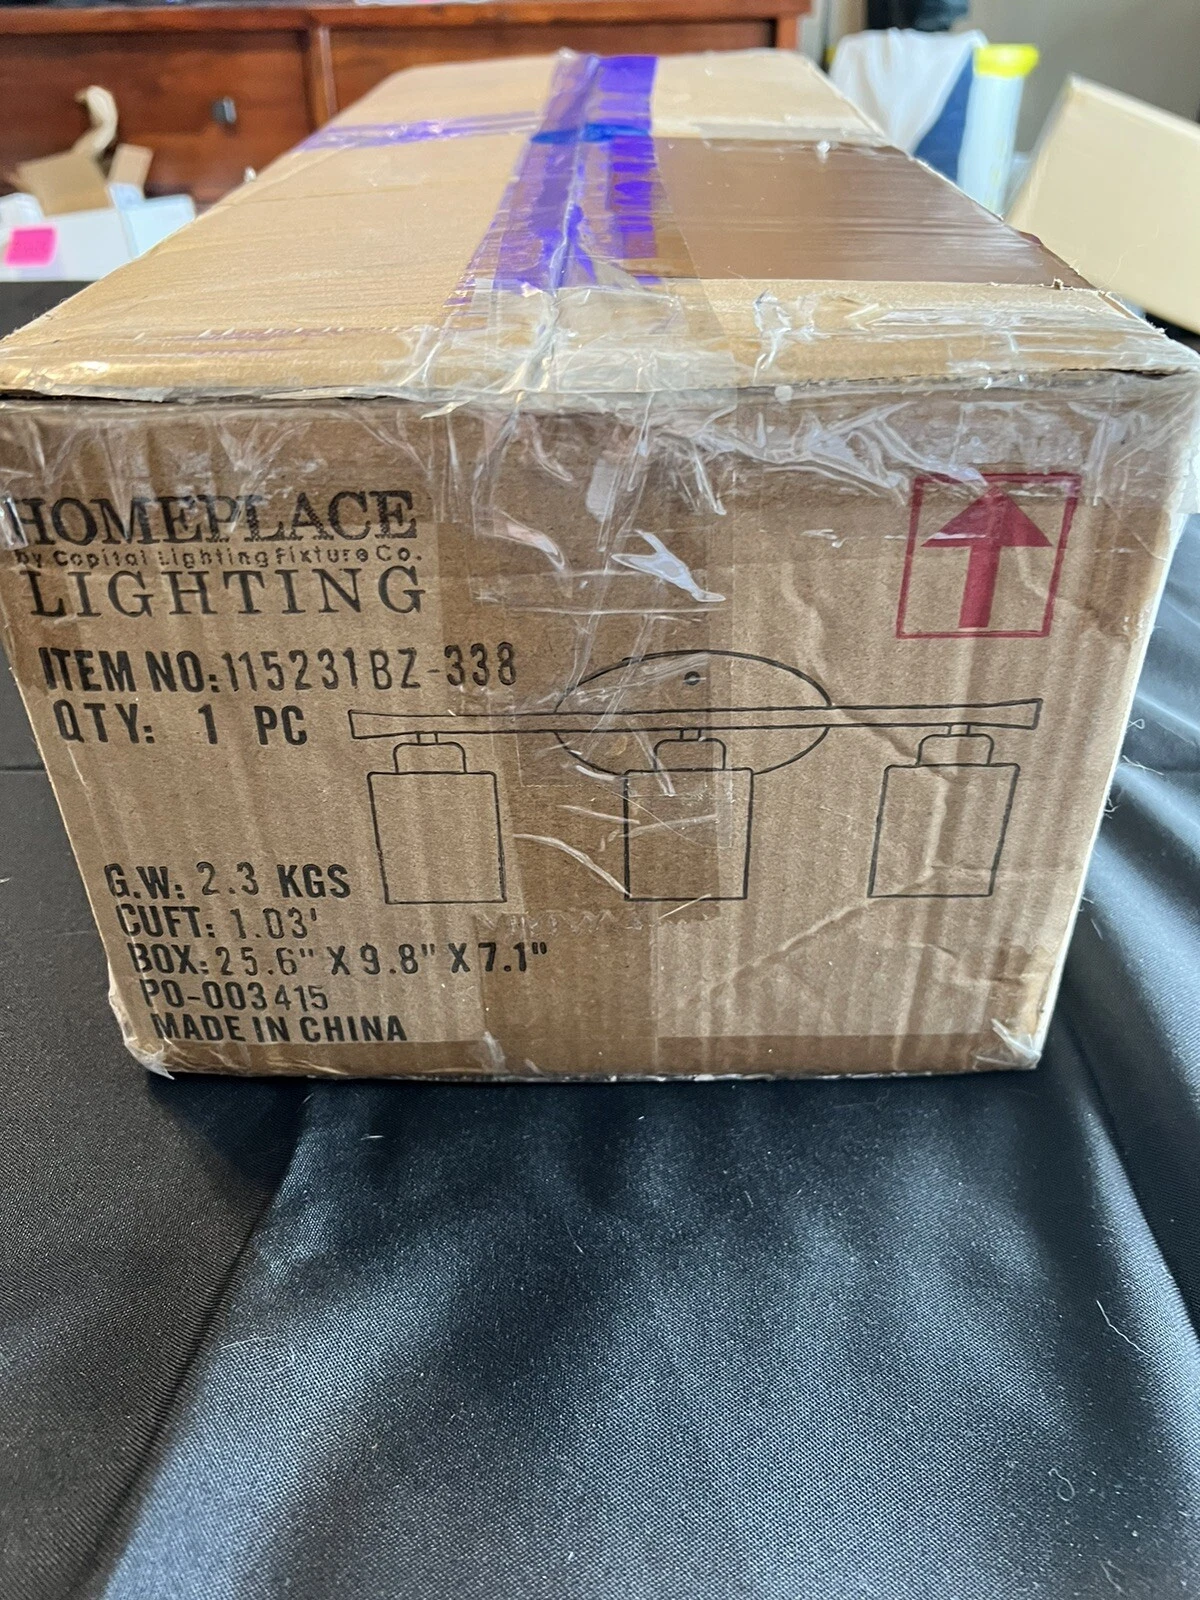 HOMEPLACE
by Capital Lighting Fixture Co.
LIGHTING
ITEM NO:115231BZ-338
QTY: 1 PC
G.W: 2.3 KGS
CUFT: 1.03'
BOX:25.6" X 9.8" X 7.1"
PO-003415
MADE IN CHINA